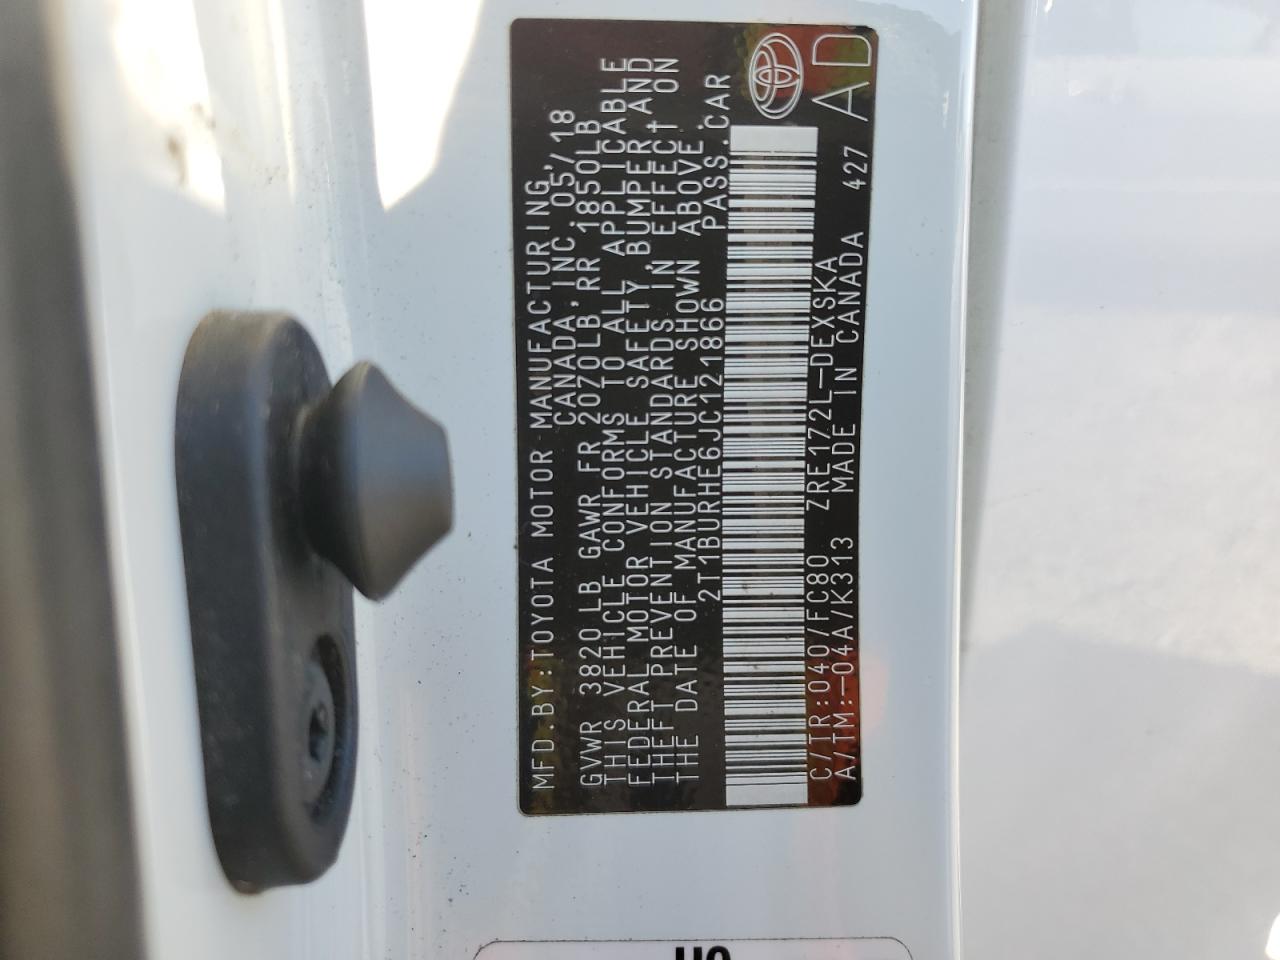 MFD.BY:TOYOTA MOTOR MANUFACTURING,
CANADA, INC. 05/18
GVWR 3820LB GAWR FR 2070LB, RR 1850LB
THIS VEHICLE CONFORMS TO ALL APPLICABLE
FEDERAL MOTOR VEHICLE SAFETY, BUMPER, AND
THEFT PREVENTION STANDARDS IN EFFECT ON
THE DATE OF MANUFACTURE SHOWN ABOVE.
2T1BURHE6JC121866 PASS.CAR
C/TR:040/FC80 ZRE172L-DEXSKA
A/TM:-04A/K313 MADE IN CANADA 427
AD